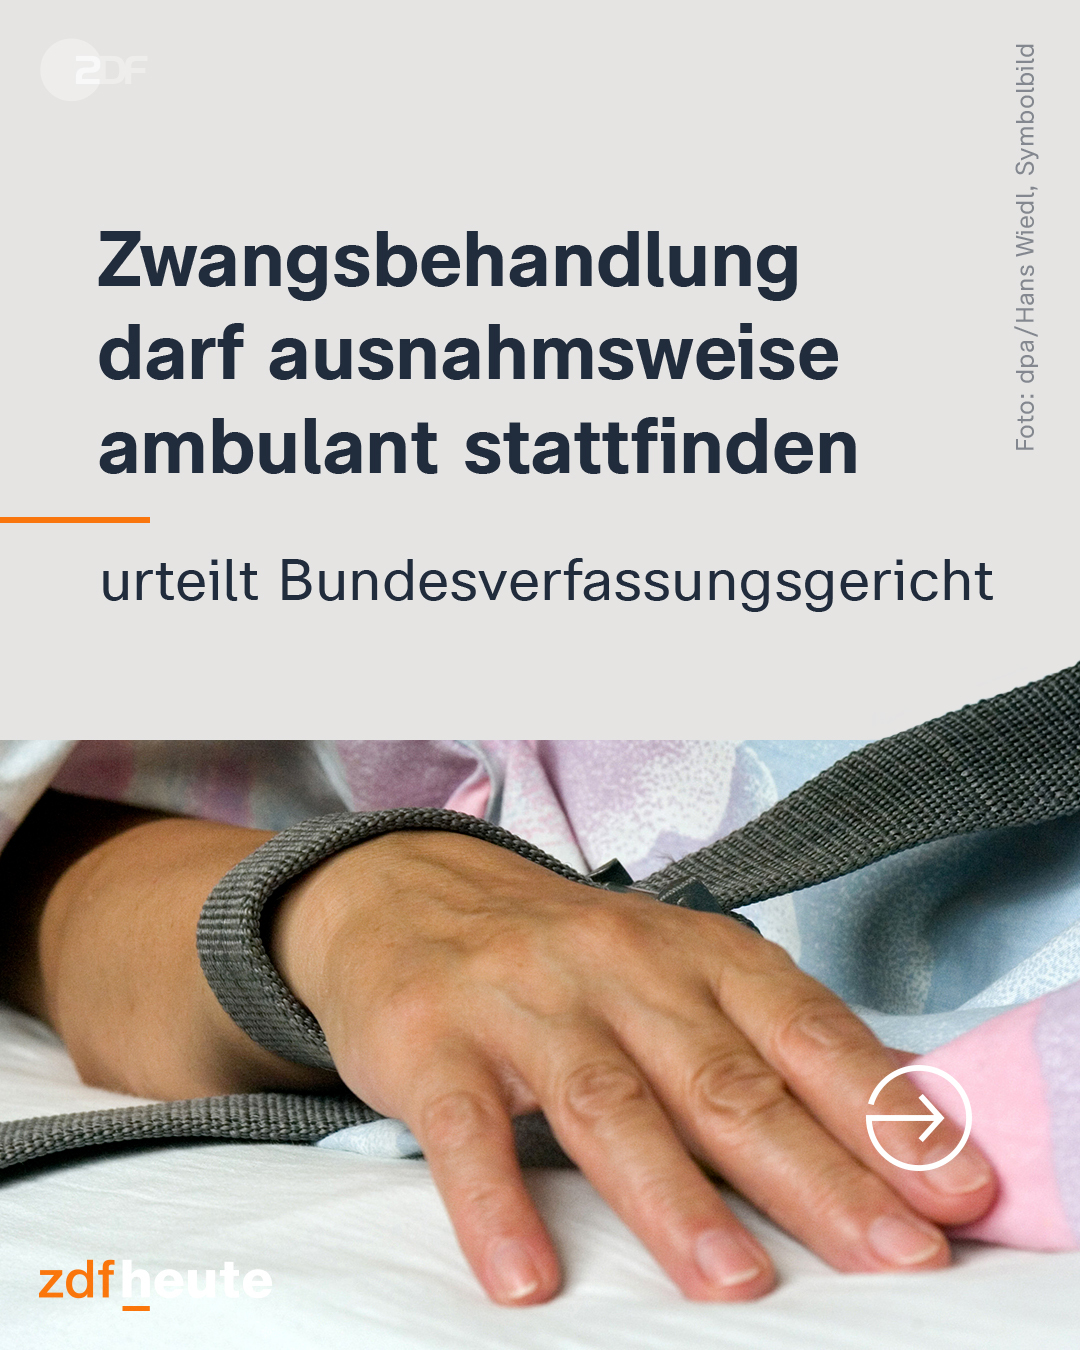 ZDF
Foto: dpa/Hans Wiedl, Symbolbild
Zwangsbehandlung
darf ausnahmsweise
ambulant stattfinden
urteilt Bundesverfassungsgericht
zdfheute